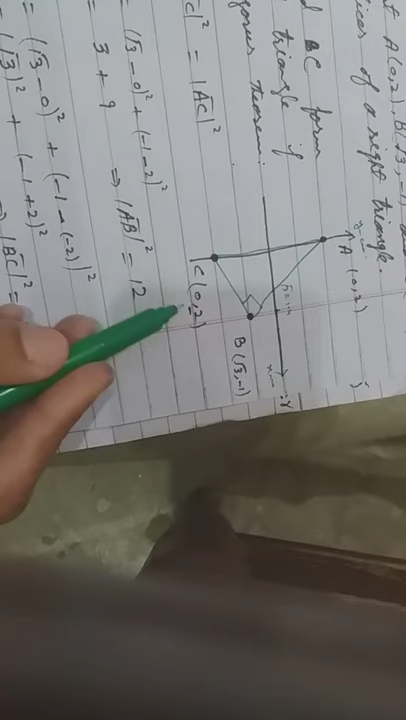 A(0,2), B(√3, -1) and
of a right triangle.
BC form
triangle if
theorem:
|² = |AC|²
= (√3 - 0)² + (-1 - 2)²
= 3 + 9 ⇒ |AB|² = 12
= (√3 - 0)² + (-1 - (-2))²
= (√3)² + (-1 + 2)²
⇒ |BC|² =
A (0,2)
B (√3, -1)
C (0, 2)